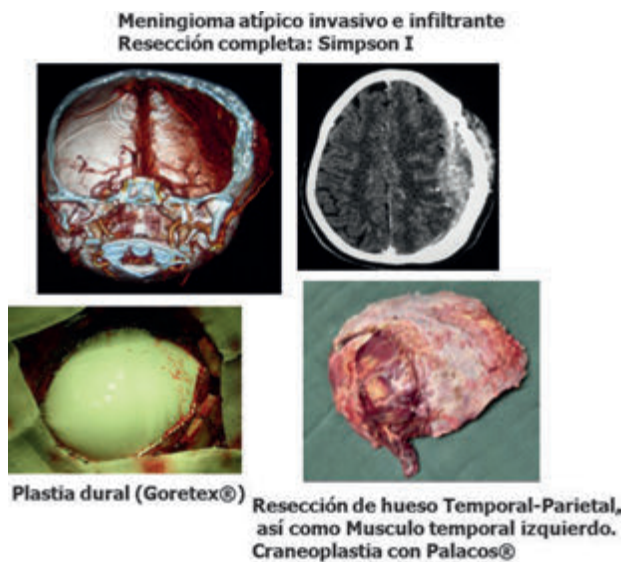 Meningioma atípico invasivo e infiltrante
Resección completa: Simpson I
Plastia dural (Goretex®)
Resección de hueso Temporal-Parietal,
así como Musculo temporal izquierdo.
Craneoplastia con Palacos®